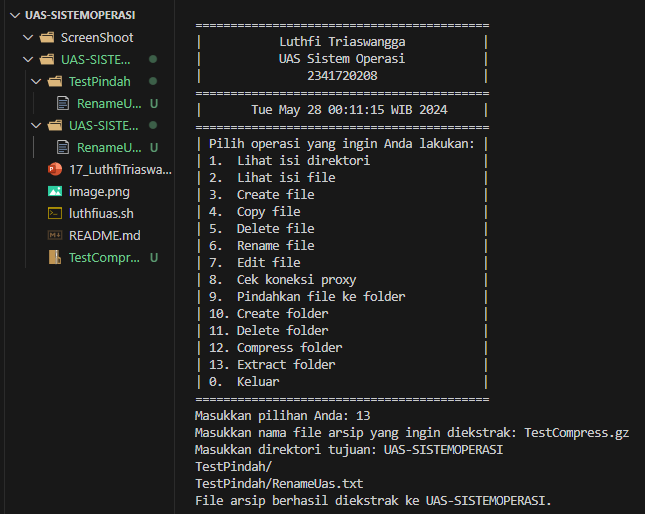 UAS-SISTEMOPERASI
ScreenShoot
UAS-SISTE...
TestPindah
RenameU... U
UAS-SISTE...
RenameU... U
17_LuthfiTriaswa...
image.png
luthfiuas.sh
README.md
TestCompr... U
==========================================
| Luthfi Triaswangga |
| UAS Sistem Operasi |
| 2341720208 |
==========================================
| Tue May 28 00:11:15 WIB 2024 |
==========================================
| Pilih operasi yang ingin Anda lakukan: |
| 1. Lihat isi direktori |
| 2. Lihat isi file |
| 3. Create file |
| 4. Copy file |
| 5. Delete file |
| 6. Rename file |
| 7. Edit file |
| 8. Cek koneksi proxy |
| 9. Pindahkan file ke folder |
| 10. Create folder |
| 11. Delete folder |
| 12. Compress folder |
| 13. Extract folder |
| 0. Keluar |
==========================================
Masukkan pilihan Anda: 13
Masukkan nama file arsip yang ingin diekstrak: TestCompress.gz
Masukkan direktori tujuan: UAS-SISTEMOPERASI
TestPindah/
TestPindah/RenameUas.txt
File arsip berhasil diekstrak ke UAS-SISTEMOPERASI.